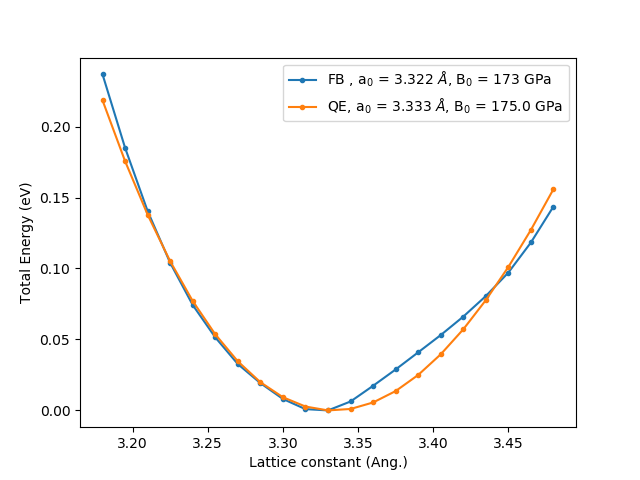 FB , a₀ = 3.322 Å, B₀ = 173 GPa
QE, a₀ = 3.333 Å, B₀ = 175.0 GPa
0.20
0.15
0.10
0.05
0.00
Total Energy (eV)
3.20 3.25 3.30 3.35 3.40 3.45
Lattice constant (Ang.)